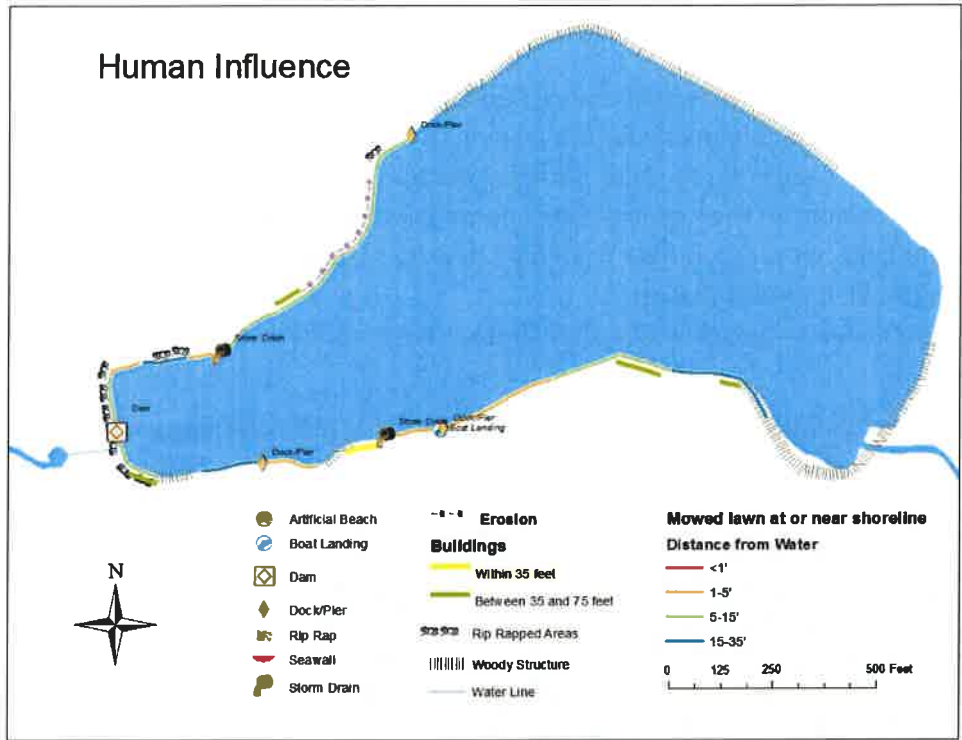 Human Influence
Dock/Pier
Storm Drain
Dam
Storm Drain
Dock/Pier
Boat Landing
Dock/Pier
Artificial Beach
Boat Landing
Dam
Dock/Pier
Rip Rap
Seawall
Storm Drain
Erosion
Buildings
Within 35 feet
Between 35 and 75 feet
Rip Rapped Areas
Woody Structure
Water Line
Mowed lawn at or near shoreline
Distance from Water
<1'
1-5'
5-15'
15-35'
0 125 250 500 Feet
N